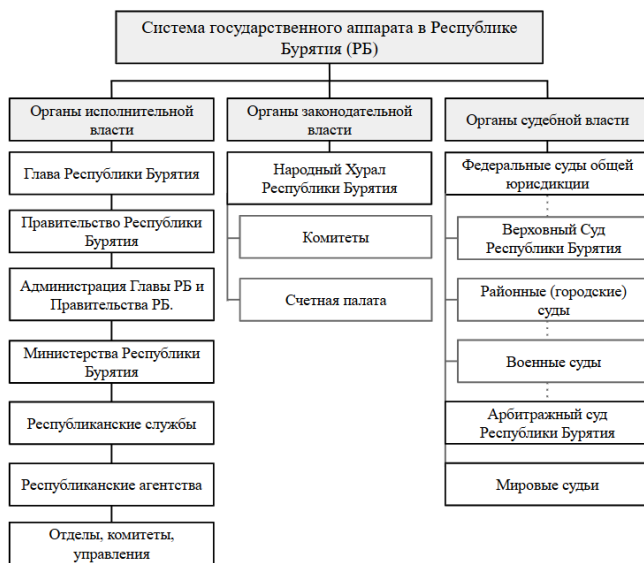 Система государственного аппарата в Республике
Бурятия (РБ)
Органы исполнительной
власти
Глава Республики Бурятия
Правительство Республики
Бурятия
Администрация Главы РБ и
Правительства РБ.
Министерства Республики
Бурятия
Республиканские службы
Республиканские агентства
Отделы, комитеты,
управления
Органы законодательной
власти
Народный Хурал
Республики Бурятия
Комитеты
Счетная палата
Органы судебной власти
Федеральные суды общей
юрисдикции
Верховный Суд
Республики Бурятия
Районные (городские)
суды
Военные суды
Арбитражный суд
Республики Бурятия
Мировые судьи